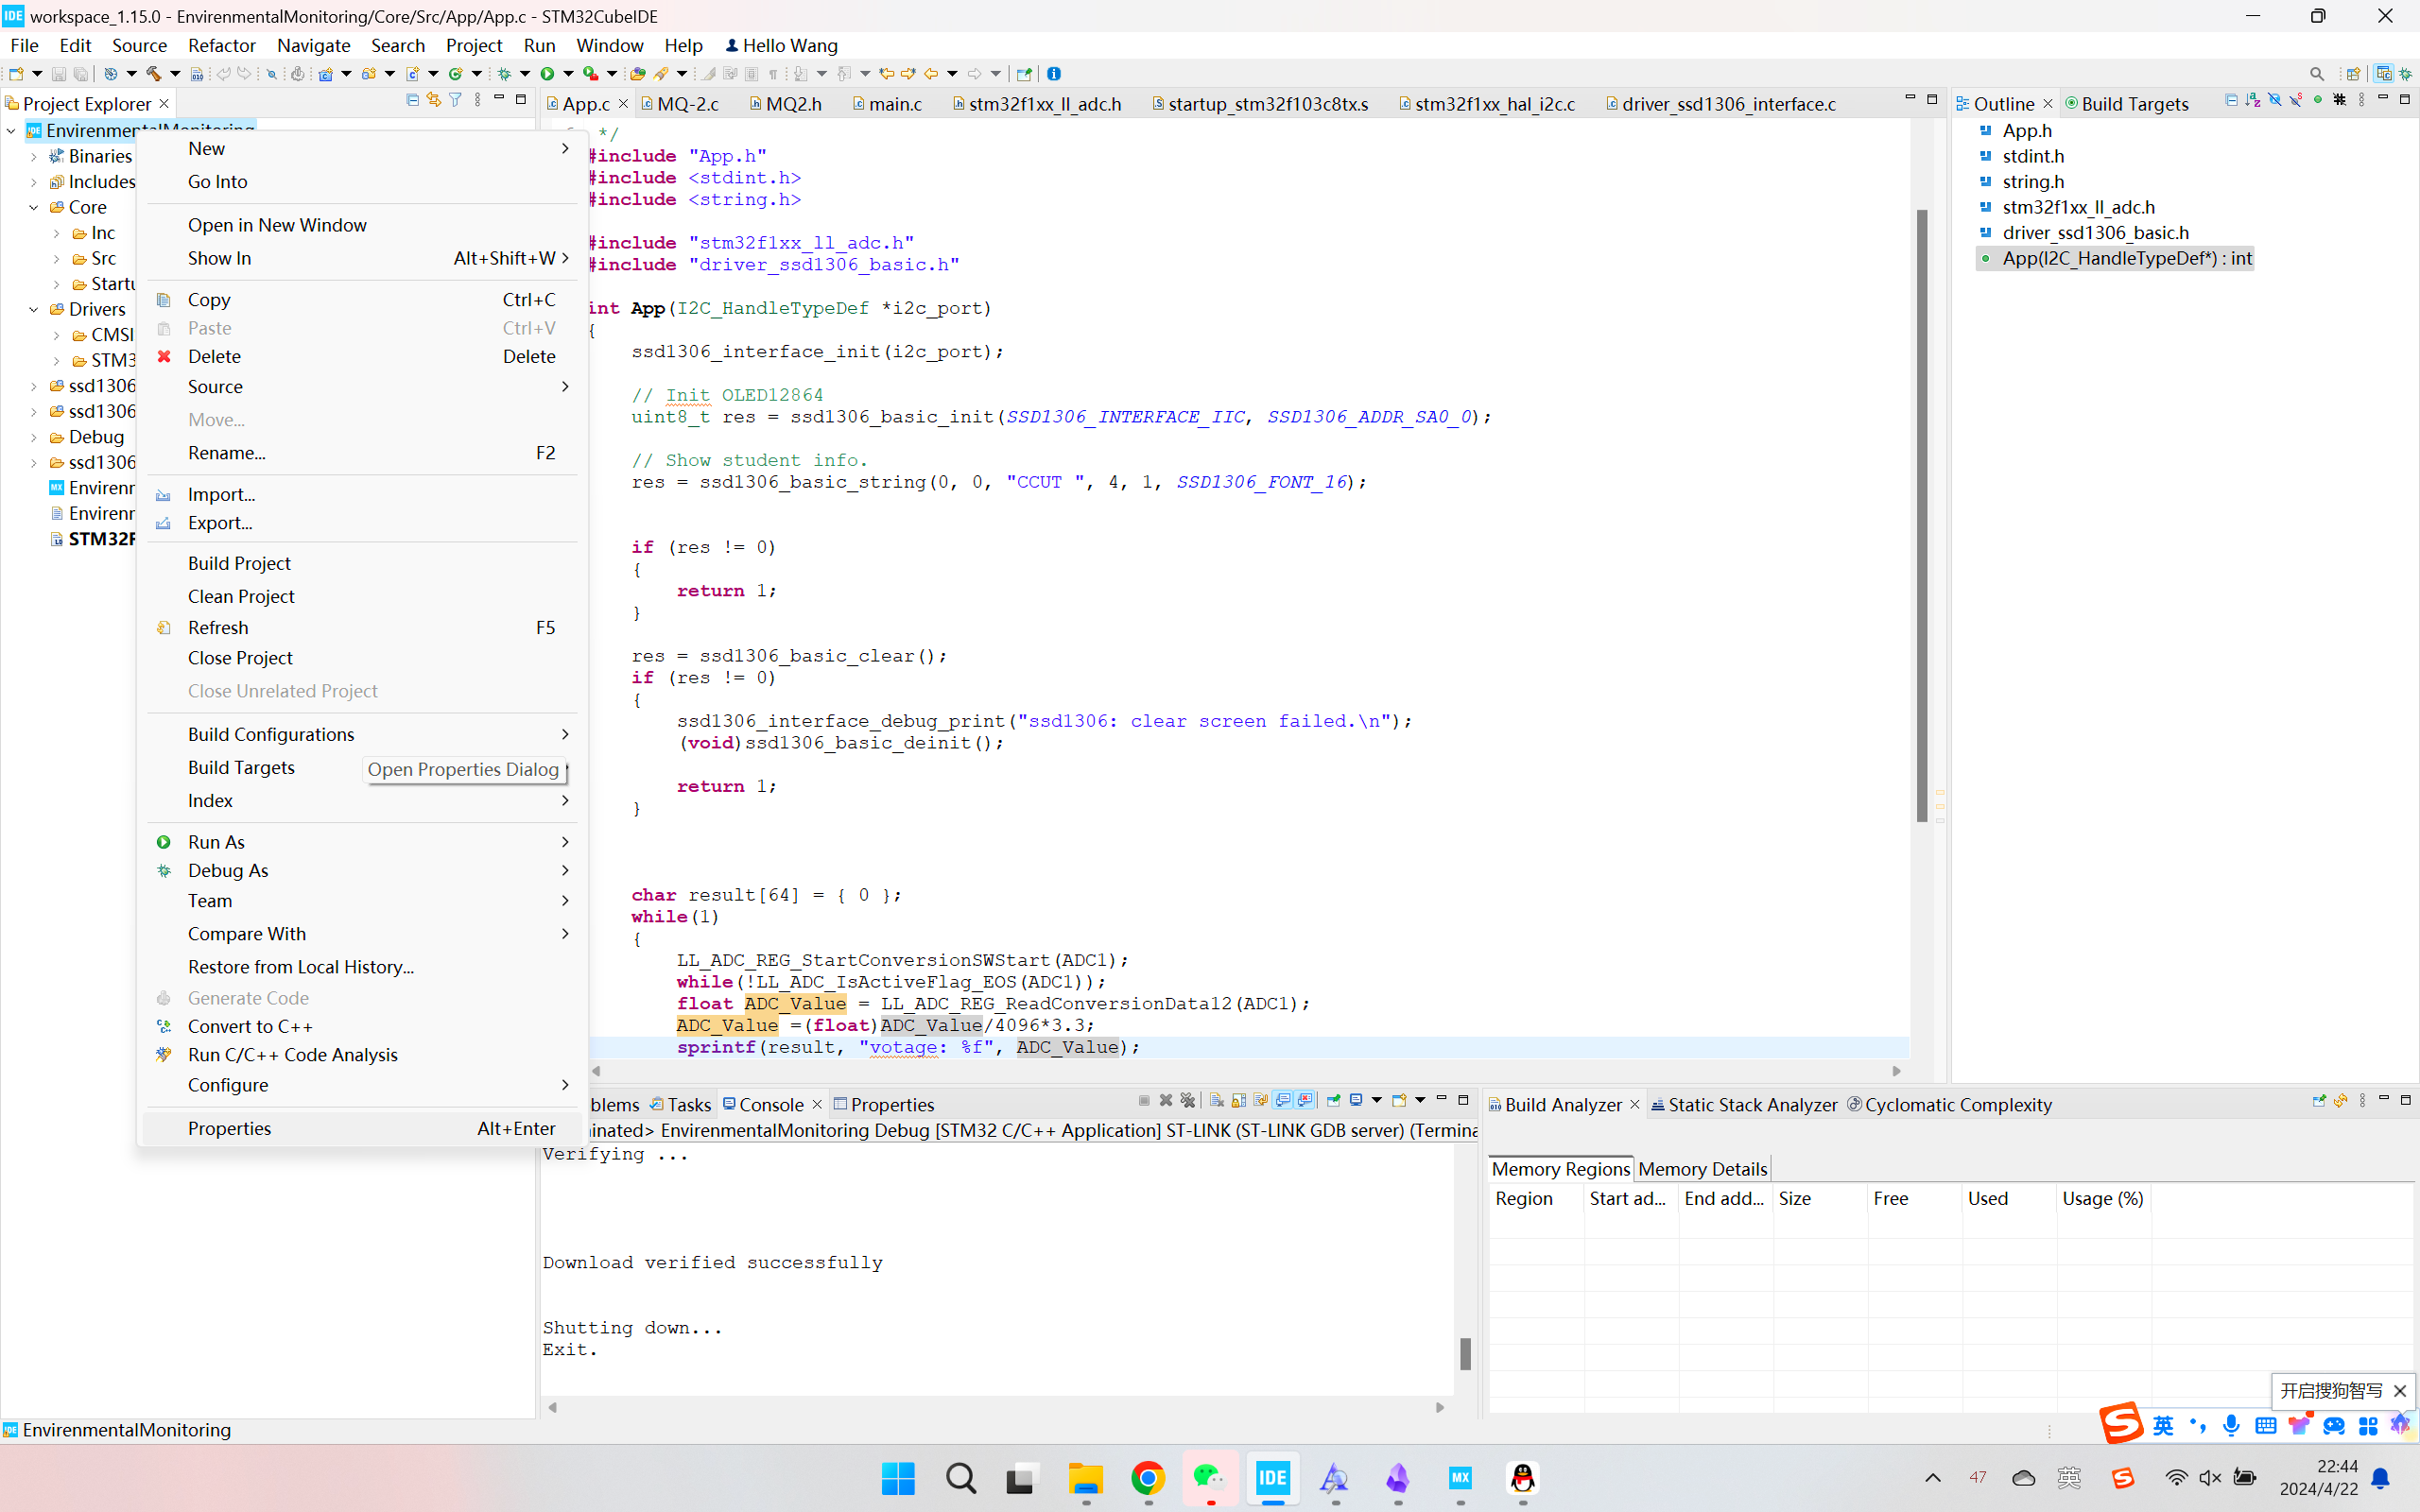 workspace_1.15.0 - EnvirenmentalMonitoring/Core/Src/App/App.c - STM32CubeIDE
File Edit Source Refactor Navigate Search Project Run Window Help Hello Wang
Project Explorer
EnvirenmentalMonitoring
Binaries
Includes
Core
Inc
Src
Startu
Drivers
CMSI
STM3
ssd1306
ssd1306
Debug
ssd1306
Envirenr
Envirenr
STM32F
New
Go Into
Open in New Window
Show In Alt+Shift+W
Copy Ctrl+C
Paste Ctrl+V
Delete Delete
Source
Move...
Rename... F2
Import...
Export...
Build Project
Clean Project
Refresh F5
Close Project
Close Unrelated Project
Build Configurations
Build Targets
Open Properties Dialog
Index
Run As
Debug As
Team
Compare With
Restore from Local History...
Generate Code
Convert to C++
Run C/C++ Code Analysis
Configure
Properties Alt+Enter
App.c MQ-2.c MQ2.h main.c stm32f1xx_ll_adc.h startup_stm32f103c8tx.s stm32f1xx_hal_i2c.c driver_ssd1306_interface.c
*/
#include "App.h"
#include <stdint.h>
#include <string.h>
#include "stm32f1xx_ll_adc.h"
#include "driver_ssd1306_basic.h"
int App(I2C_HandleTypeDef *i2c_port)
{
ssd1306_interface_init(i2c_port);
// Init OLED12864
uint8_t res = ssd1306_basic_init(SSD1306_INTERFACE_IIC, SSD1306_ADDR_SA0_0);
// Show student info.
res = ssd1306_basic_string(0, 0, "CCUT ", 4, 1, SSD1306_FONT_16);
if (res != 0)
{
return 1;
}
res = ssd1306_basic_clear();
if (res != 0)
{
ssd1306_interface_debug_print("ssd1306: clear screen failed.\n");
(void)ssd1306_basic_deinit();
return 1;
}
char result[64] = { 0 };
while(1)
{
LL_ADC_REG_StartConversionSWStart(ADC1);
while(!LL_ADC_IsActiveFlag_EOS(ADC1));
float ADC_Value = LL_ADC_REG_ReadConversionData12(ADC1);
ADC_Value =(float)ADC_Value/4096*3.3;
sprintf(result, "votage: %f", ADC_Value);
Outline Build Targets
App.h
stdint.h
string.h
stm32f1xx_ll_adc.h
driver_ssd1306_basic.h
App(I2C_HandleTypeDef*) : int
blems Tasks Console Properties
inated> EnvirenmentalMonitoring Debug [STM32 C/C++ Application] ST-LINK (ST-LINK GDB server) (Termina
Verifying ...
Download verified successfully
Shutting down...
Exit.
Build Analyzer Static Stack Analyzer Cyclomatic Complexity
Memory Regions Memory Details
Region Start ad... End add... Size Free Used Usage (%)
开启搜狗智写
英
EnvirenmentalMonitoring
IDE
MX
47
英
22:44
2024/4/22